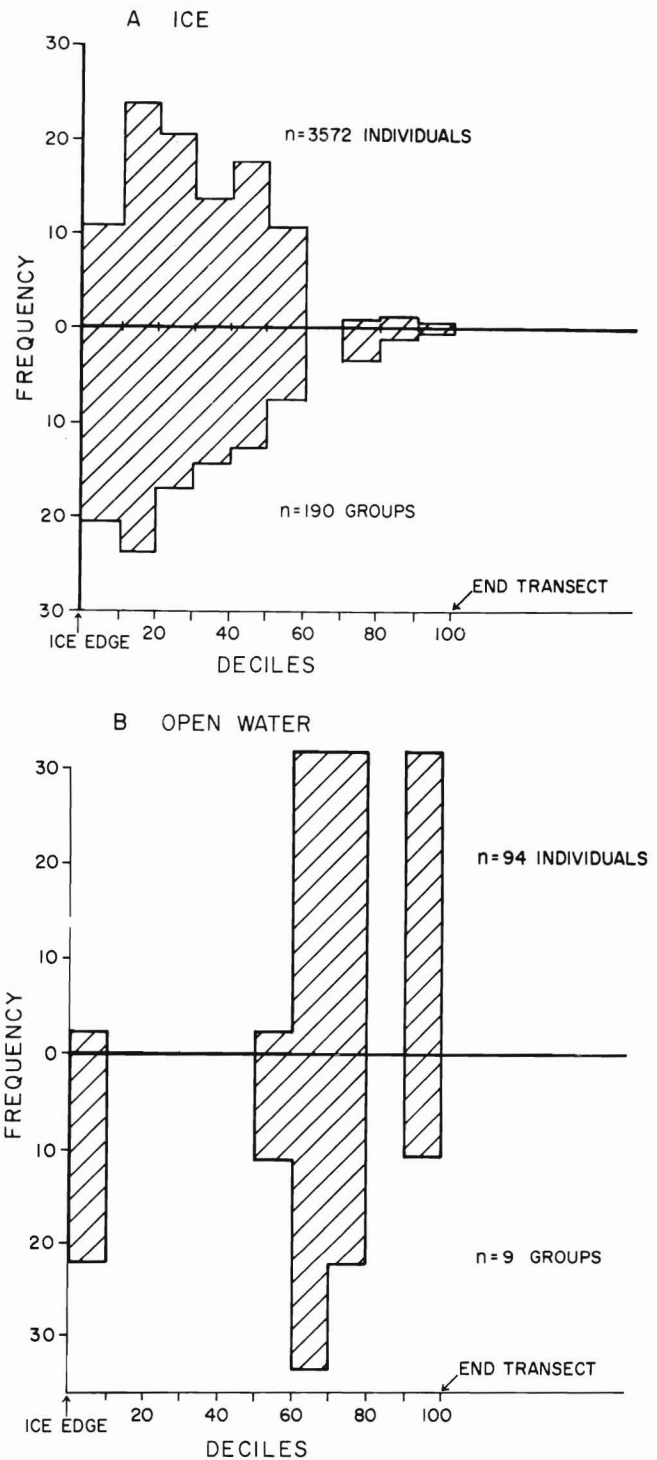 A ICE
30
20
10
0
10
20
30
FREQUENCY
n=3572 INDIVIDUALS
n=190 GROUPS
END TRANSECT
ICE EDGE
20 40 60 80 100
DECILES
B OPEN WATER
30
20
10
0
10
20
30
FREQUENCY
n=94 INDIVIDUALS
n=9 GROUPS
END TRANSECT
ICE EDGE
20 40 60 80 100
DECILES